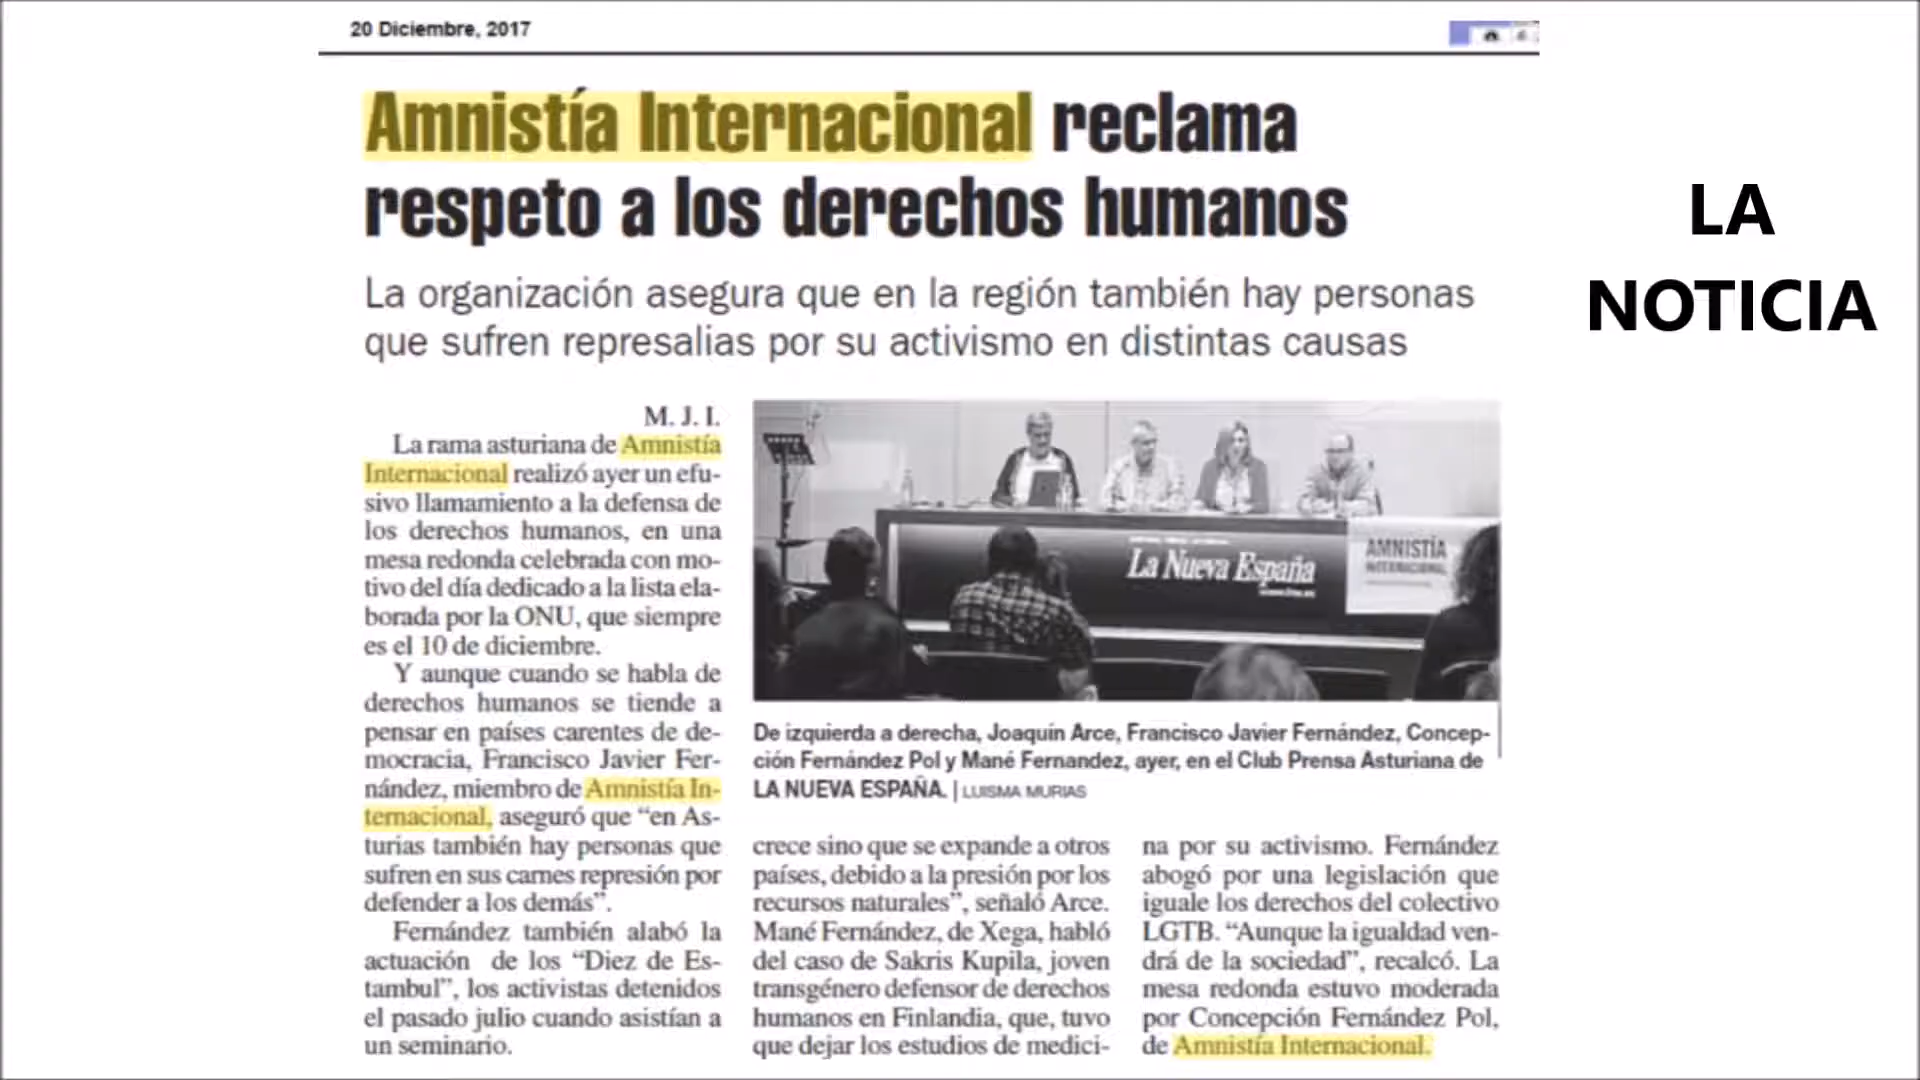 20 Diciembre, 2017
Amnistía Internacional reclama
respeto a los derechos humanos
La organización asegura que en la región también hay personas
que sufren represalias por su activismo en distintas causas
LA
NOTICIA
M. J. I.
La rama asturiana de Amnistía
Internacional realizó ayer un efu-
sivo llamamiento a la defensa de
los derechos humanos, en una
mesa redonda celebrada con mo-
tivo del día dedicado a la lista ela-
borada por la ONU, que siempre
es el 10 de diciembre.
Y aunque cuando se habla de
derechos humanos se tiende a
pensar en países carentes de de-
mocracia, Francisco Javier Fer-
nández, miembro de Amnistía In-
ternacional, aseguró que “en As-
turias también hay personas que
sufren en sus carnes represión por
defender a los demás”.
Fernández también alabó la
actuación de los “Diez de Es-
tambul”, los activistas detenidos
el pasado julio cuando asistían a
un seminario.
La Nueva España
AMNISTÍA
INTERNACIONAL
De izquierda a derecha, Joaquín Arce, Francisco Javier Fernández, Concep-
ción Fernández Pol y Mané Fernandez, ayer, en el Club Prensa Asturiana de
LA NUEVA ESPAÑA. | LUISMA MURIAS
crece sino que se expande a otros
países, debido a la presión por los
recursos naturales”, señaló Arce.
Mané Fernández, de Xega, habló
del caso de Sakris Kupila, joven
transgénero defensor de derechos
humanos en Finlandia, que, tuvo
que dejar los estudios de medici-
na por su activismo. Fernández
abogó por una legislación que
iguale los derechos del colectivo
LGTB. “Aunque la igualdad ven-
drá de la sociedad”, recalcó. La
mesa redonda estuvo moderada
por Concepción Fernández Pol,
de Amnistía Internacional.